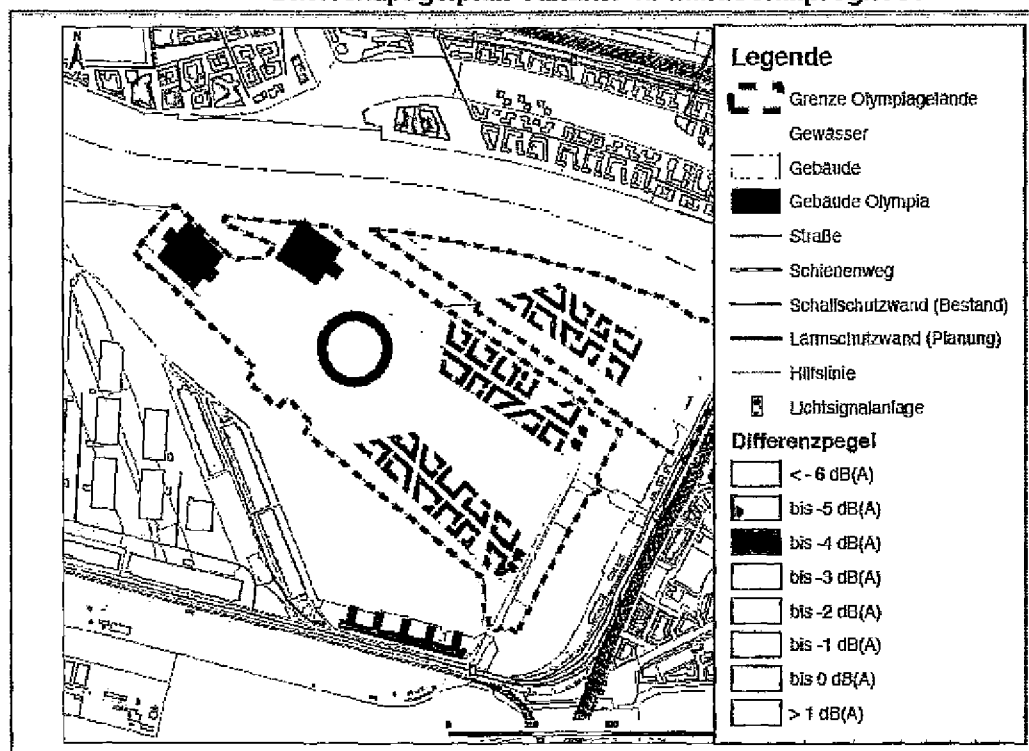 N
Legende
Grenze Olympiagelände
Gewässer
Gebäude
Gebäude Olympia
Straße
Schienenweg
Schallschutzwand (Bestand)
Lärmschutzwand (Planung)
Hilfslinie
Lichtsignalanlage
Differenzpegel
< -6 dB(A)
bis -5 dB(A)
bis -4 dB(A)
bis -3 dB(A)
bis -2 dB(A)
bis -1 dB(A)
bis 0 dB(A)
> 1 dB(A)